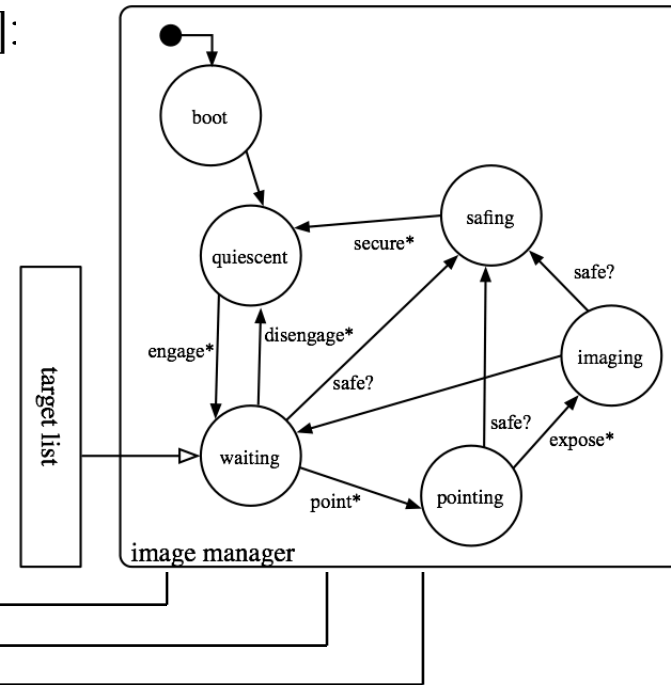 ]:
boot
safing
secure*
quiescent
safe?
disengage*
engage*
imaging
safe?
target list
safe?
expose*
waiting
pointing
point*
image manager